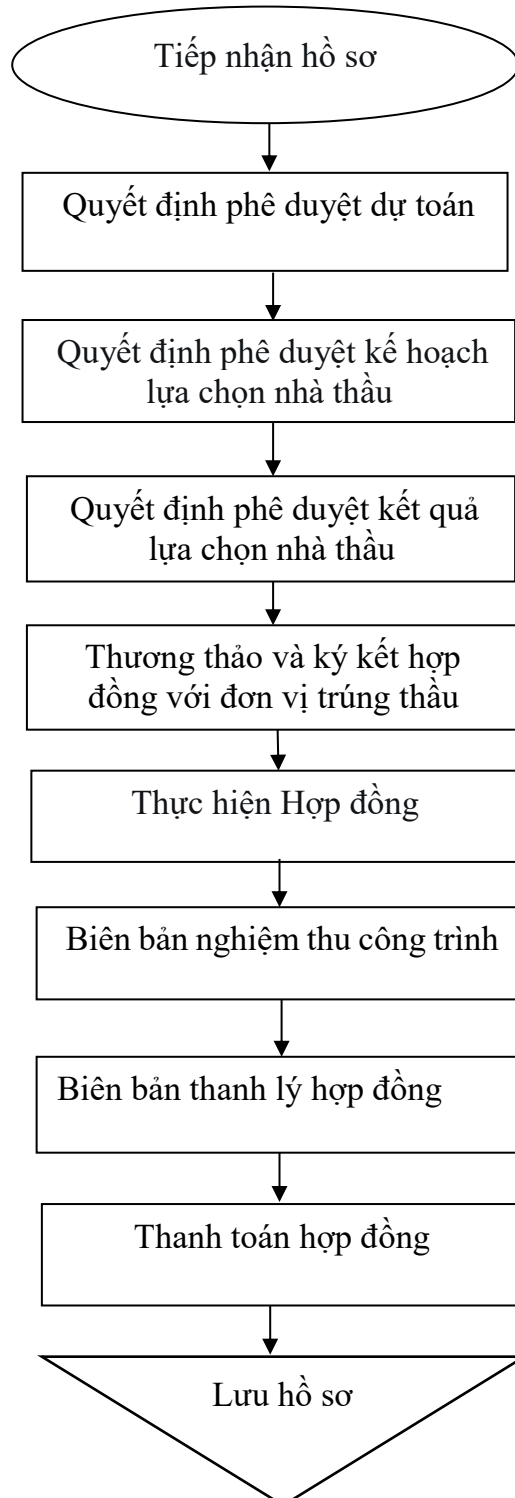 Tiếp nhận hồ sơ
Quyết định phê duyệt dự toán
Quyết định phê duyệt kế hoạch
lựa chọn nhà thầu
Quyết định phê duyệt kết quả
lựa chọn nhà thầu
Thương thảo và ký kết hợp
đồng với đơn vị trúng thầu
Thực hiện Hợp đồng
Biên bản nghiệm thu công trình
Biên bản thanh lý hợp đồng
Thanh toán hợp đồng
Lưu hồ sơ